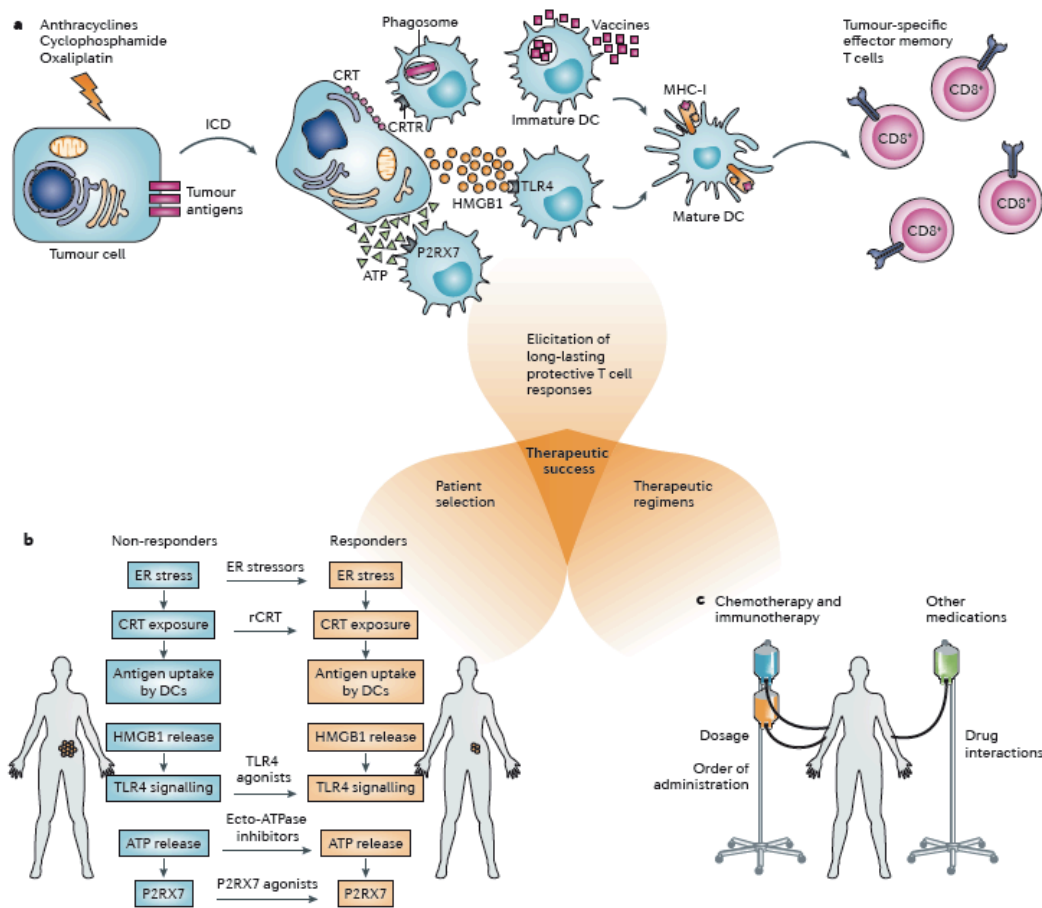 a
Anthracyclines
Cyclophosphamide
Oxaliplatin
ICD
Tumour
antigens
Tumour cell
Phagosome
CRT
CRTR
HMGB1
TLR4
ATP
P2RX7
Vaccines
Immature DC
MHC-I
Mature DC
Tumour-specific
effector memory
T cells
CD8+
CD8+
CD8+
CD8+
Elicitation of
long-lasting
protective T cell
responses
Therapeutic
success
Patient
selection
Therapeutic
regimens
b
Non-responders
Responders
ER stress
ER stressors
ER stress
CRT exposure
rCRT
CRT exposure
Antigen uptake
by DCs
Antigen uptake
by DCs
HMGB1 release
HMGB1 release
TLR4
agonists
TLR4 signalling
TLR4 signalling
Ecto-ATPase
inhibitors
ATP release
ATP release
P2RX7 agonists
P2RX7
P2RX7
c
Chemotherapy and
immunotherapy
Other
medications
Dosage
Order of
administration
Drug
interactions